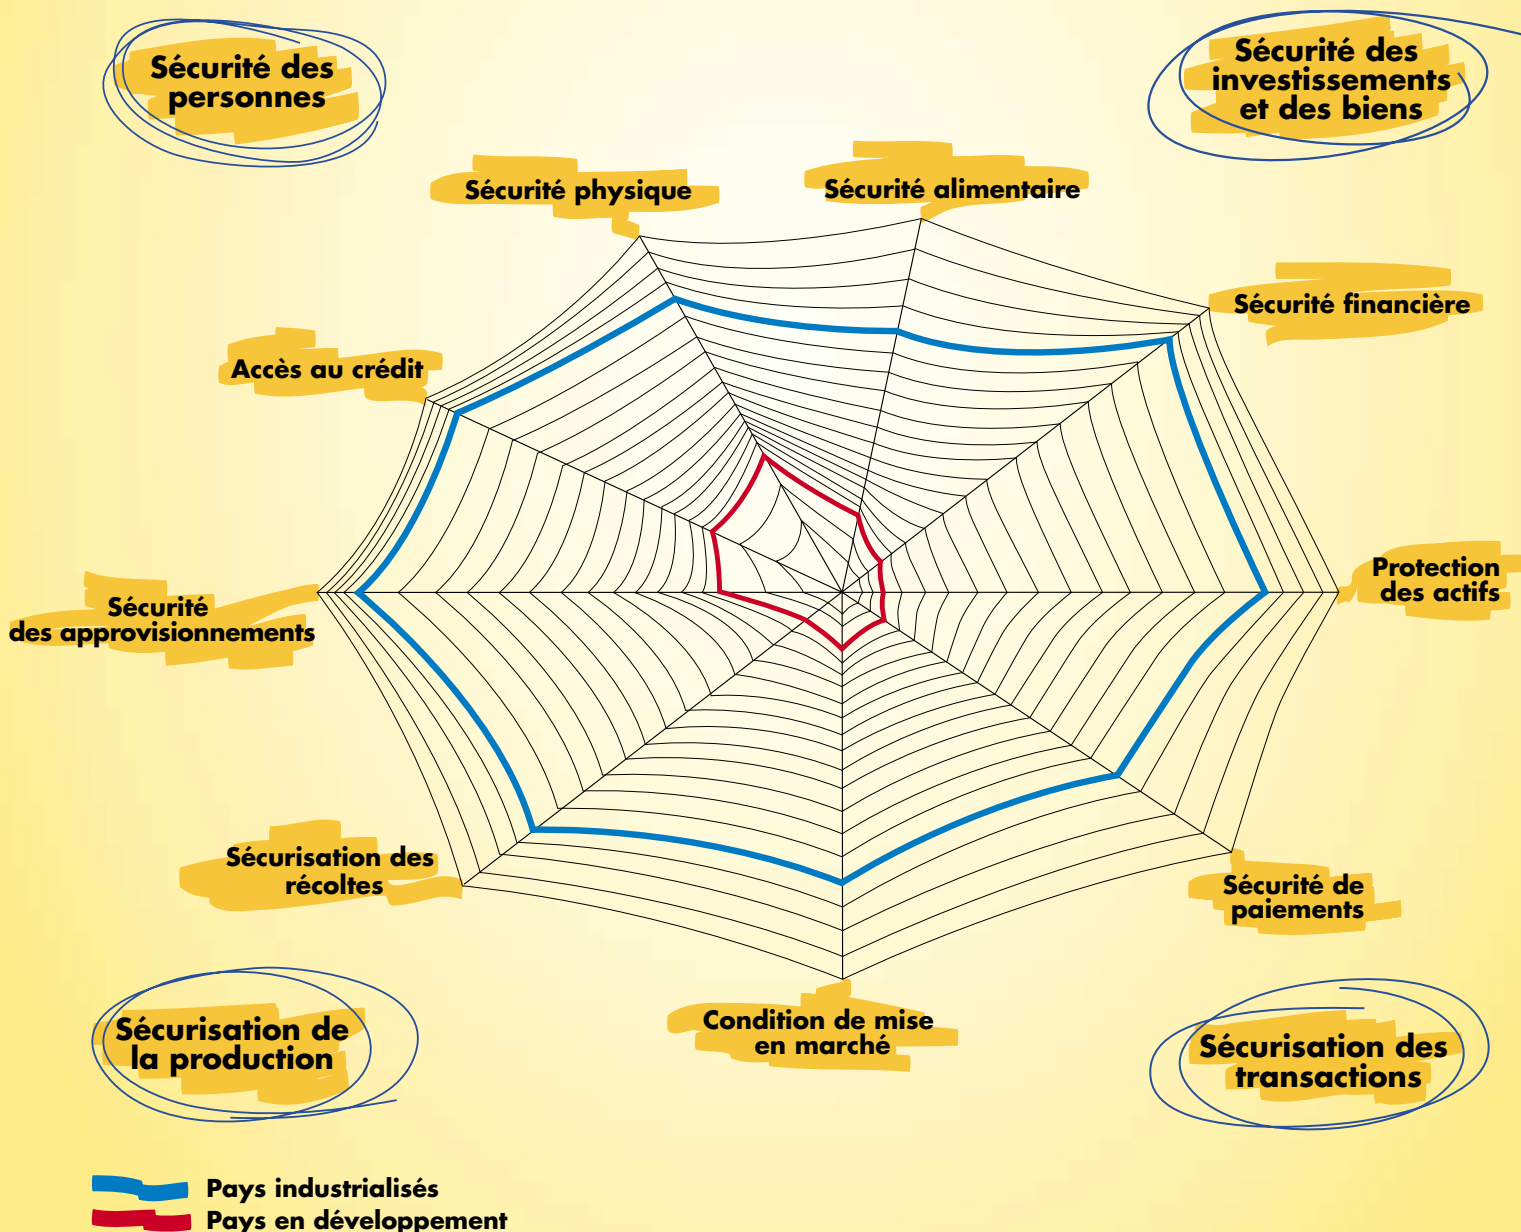 Sécurité des
personnes
Sécurité des
investissements
et des biens
Sécurité physique
Sécurité alimentaire
Sécurité financière
Accès au crédit
Protection
des actifs
Sécurité
des approvisionnements
Sécurisation des
récoltes
Sécurité de
paiements
Condition de mise
en marché
Sécurisation de
la production
Sécurisation des
transactions
Pays industrialisés
Pays en développement